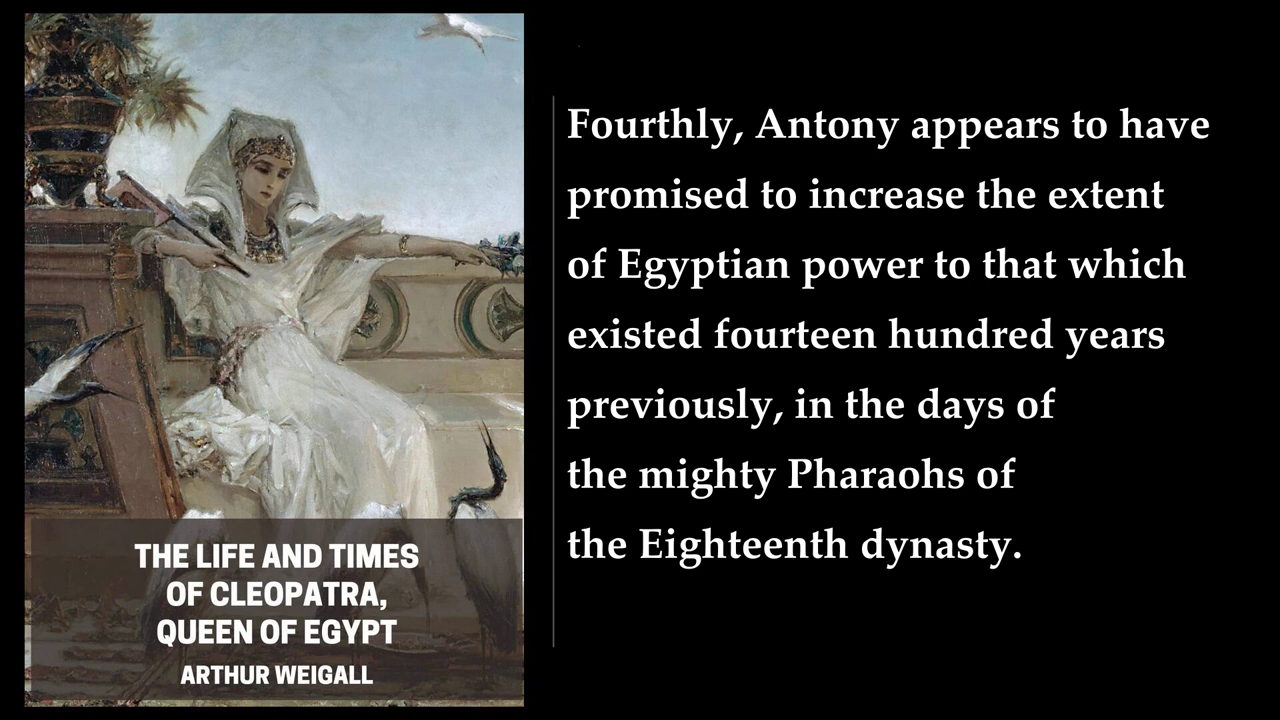 THE LIFE AND TIMES
OF CLEOPATRA,
QUEEN OF EGYPT
ARTHUR WEIGALL
Fourthly, Antony appears to have
promised to increase the extent
of Egyptian power to that which
existed fourteen hundred years
previously, in the days of
the mighty Pharaohs of
the Eighteenth dynasty.